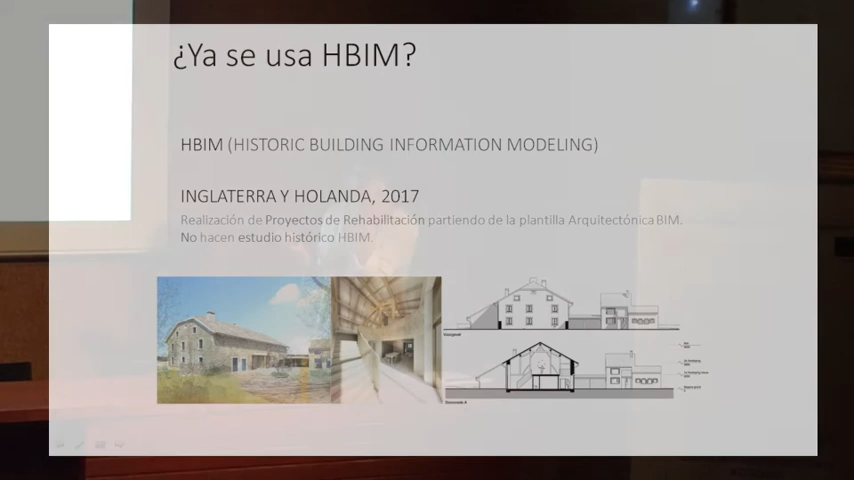 ¿Ya se usa HBIM?
HBIM (HISTORIC BUILDING INFORMATION MODELING)
INGLATERRA Y HOLANDA, 2017
Realización de Proyectos de Rehabilitación partiendo de la plantilla Arquitectónica BIM.
No hacen estudio histórico HBIM.